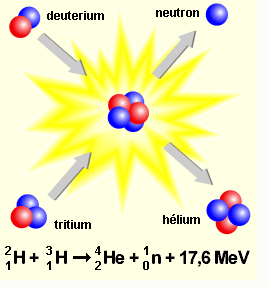 deuterium
neutron
tritium
hélium
²₁H + ³₁H → ⁴₂He + ¹₀n + 17,6 MeV